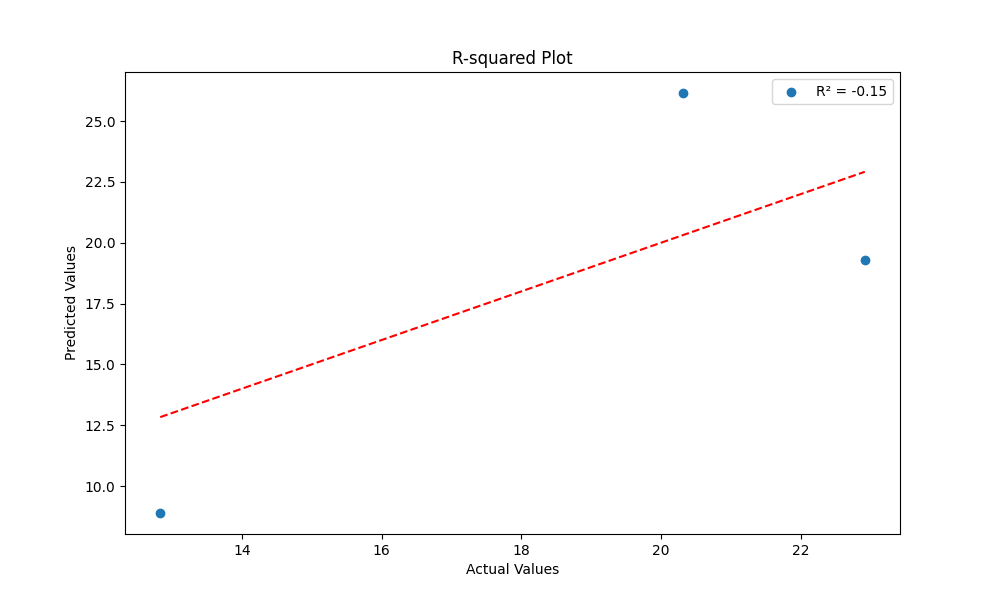 R-squared Plot
R² = -0.15
25.0
22.5
20.0
17.5
15.0
12.5
10.0
Predicted Values
14 16 18 20 22
Actual Values